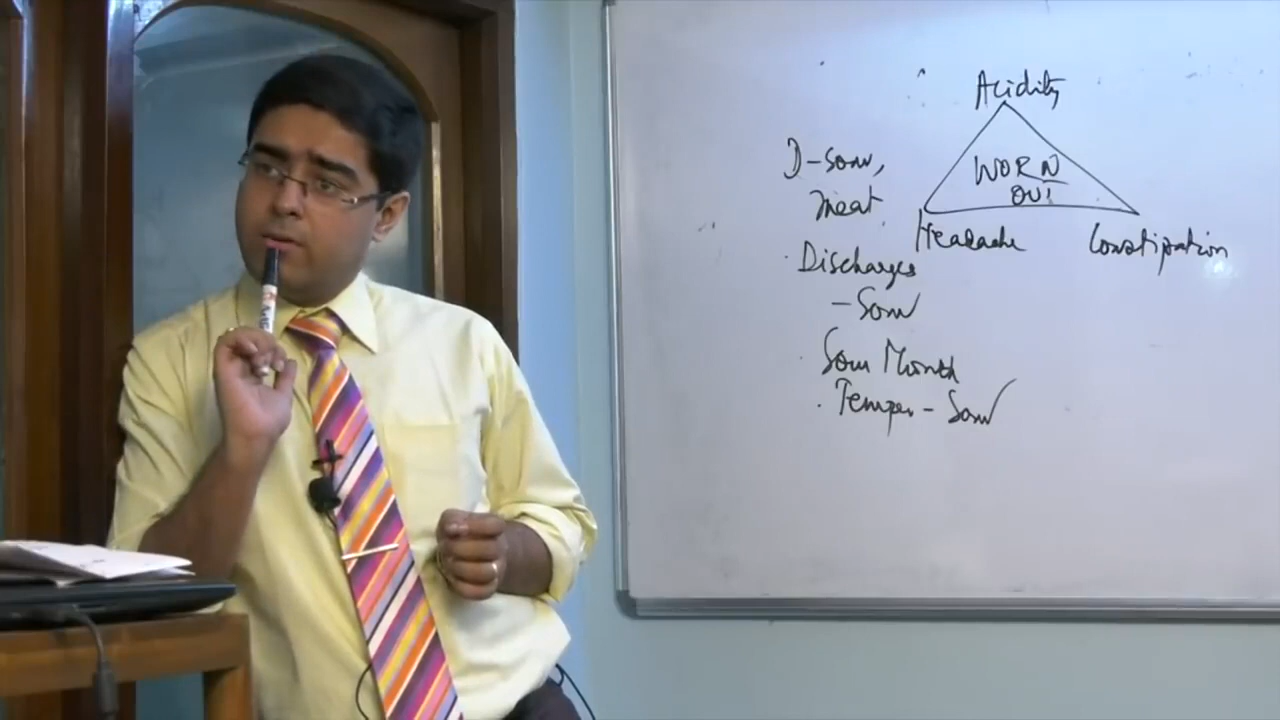 Acidity
WORN
OUT
Headache
Constipation
D-Sour,
Meat
Discharges
-Sour
Sour Mouth
Temper - Sour